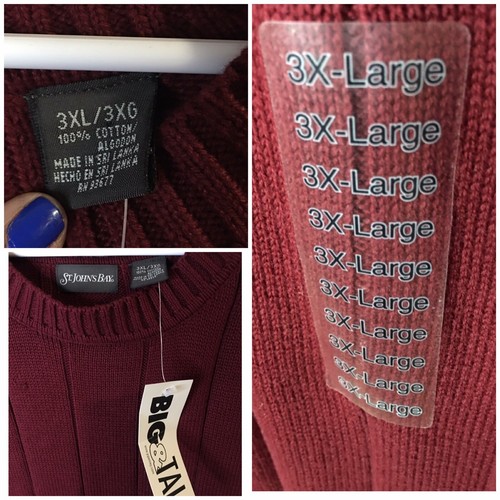 3XL/3XG
100% COTTON/
ALGODON
MADE IN SRI LANKA
HECHO EN SRI LANKA
RN 93677
3X-Large
3X-Large
3X-Large
3X-Large
3X-Large
3X-Large
3X-Large
3X-Large
3X-Large
3X-Large
ST. JOHN'S BAY
3XL/3XG
BIG &